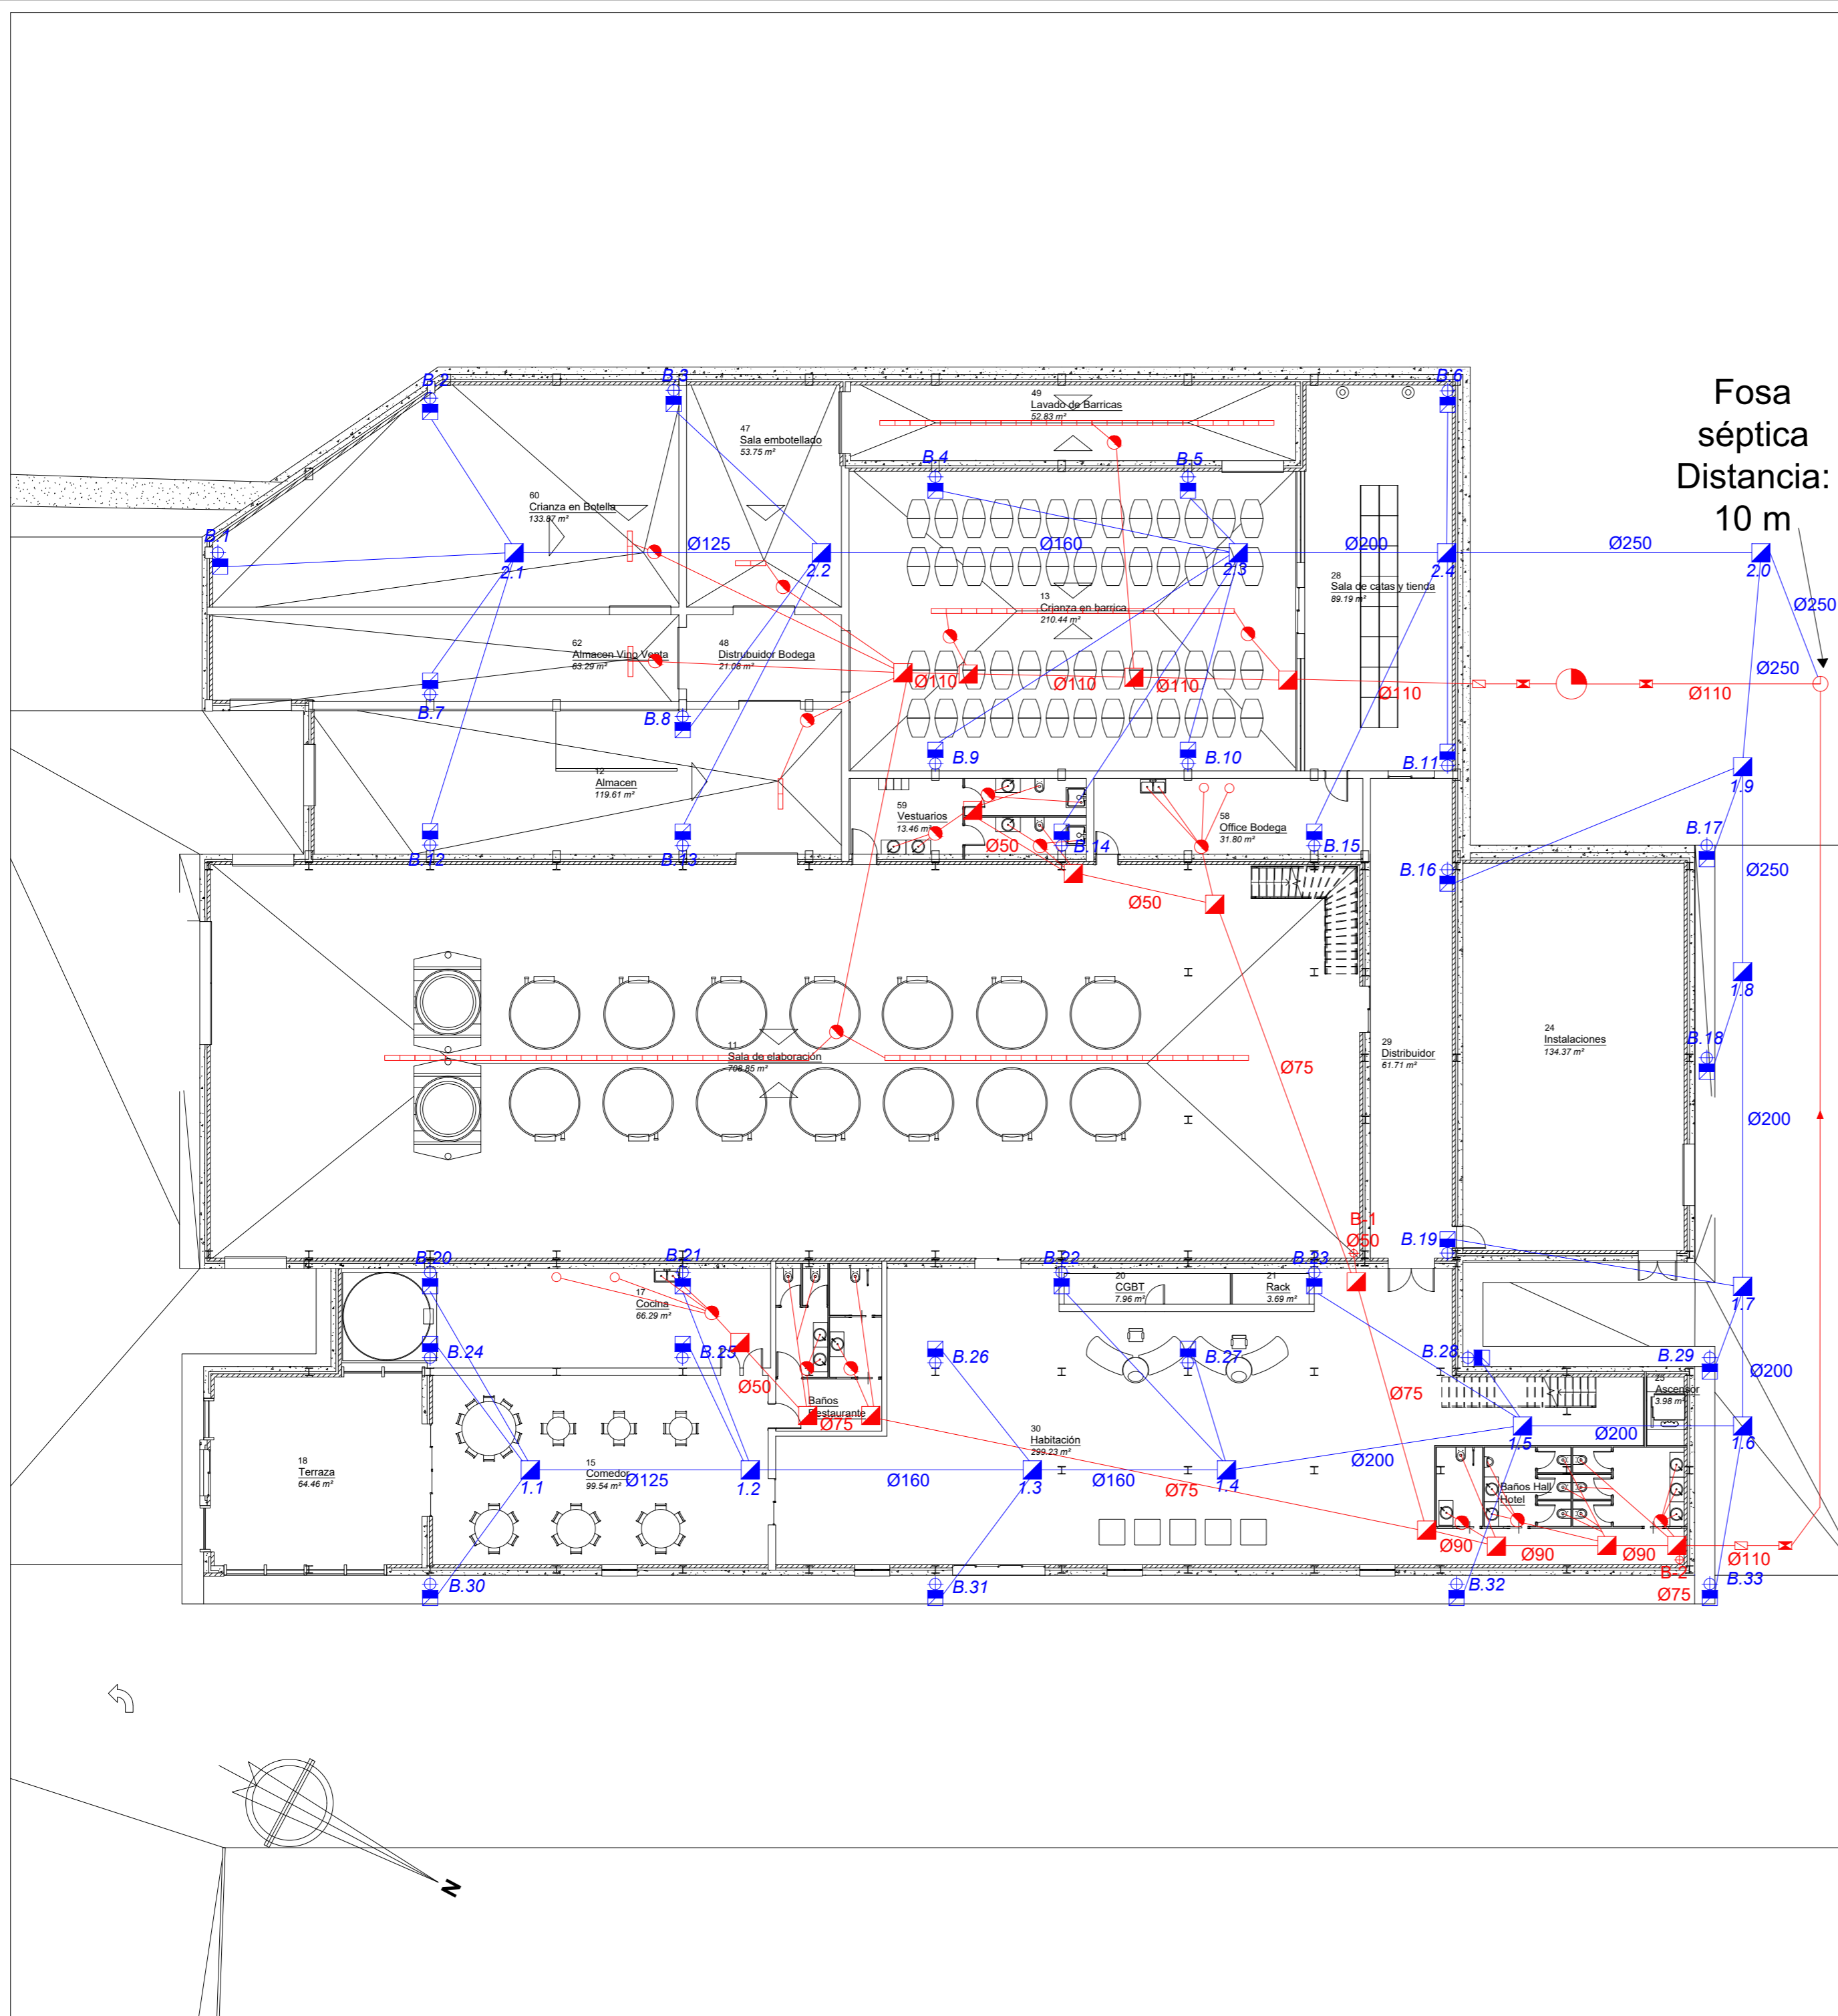 B.2
B.3
B.6
Fosa
séptica
Distancia:
10 m
49
Lavado de Barricas
52.83 m²
47
Sala embotellado
53.75 m²
B.4
B.5
60
Crianza en Botella
133.87 m²
B.1
Ø125
Ø160
Ø200
Ø250
2.1
2.2
2.3
2.4
2.0
28
Sala de catas y tienda
89.19 m²
13
Crianza en barrica
210.44 m²
Ø250
62
Almacen Vino Venta
63.29 m²
48
Distrubuidor Bodega
21.08 m²
Ø250
Ø110
Ø110
Ø110
Ø110
Ø110
B.7
B.8
B.9
B.10
B.11
12
Almacen
119.61 m²
1.9
59
Vestuarios
13.46 m²
58
Office Bodega
31.80 m²
B.17
B.12
B.13
Ø50
B.14
B.15
B.16
Ø250
Ø50
1.8
11
Sala de elaboración
708.85 m²
29
Distribuidor
61.71 m²
24
Instalaciones
134.37 m²
B.18
Ø75
Ø200
B-1
Ø50
B.19
B.20
B.21
B.22
B.23
17
Cocina
66.29 m²
20
CGBT
7.96 m²
21
Rack
3.69 m²
1.7
B.24
B.25
B.26
B.27
B.28
B.29
Ø50
Ø75
Ø200
25
Ascensor
3.98 m²
Baños
Restaurante
Ø75
30
Habitación
299.23 m²
1.5
Ø200
1.6
18
Terraza
64.46 m²
15
Comedor
99.54 m²
1.1
Ø125
1.2
Ø160
1.3
Ø160
1.4
Ø200
Ø75
Baños Hall
Hotel
Ø90
Ø90
Ø90
Ø110
B-2
Ø75
B.30
B.31
B.32
B.33
N